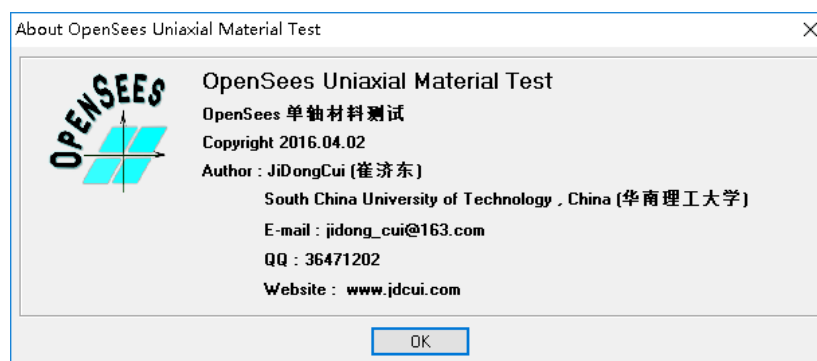 About OpenSees Uniaxial Material Test
OPENSEES
OpenSees Uniaxial Material Test
OpenSees 单轴材料测试
Copyright 2016.04.02
Author : JiDongCui (崔济东)
South China University of Technology , China (华南理工大学)
E-mail : jidong_cui@163.com
QQ : 36471202
Website : www.jdcui.com
OK